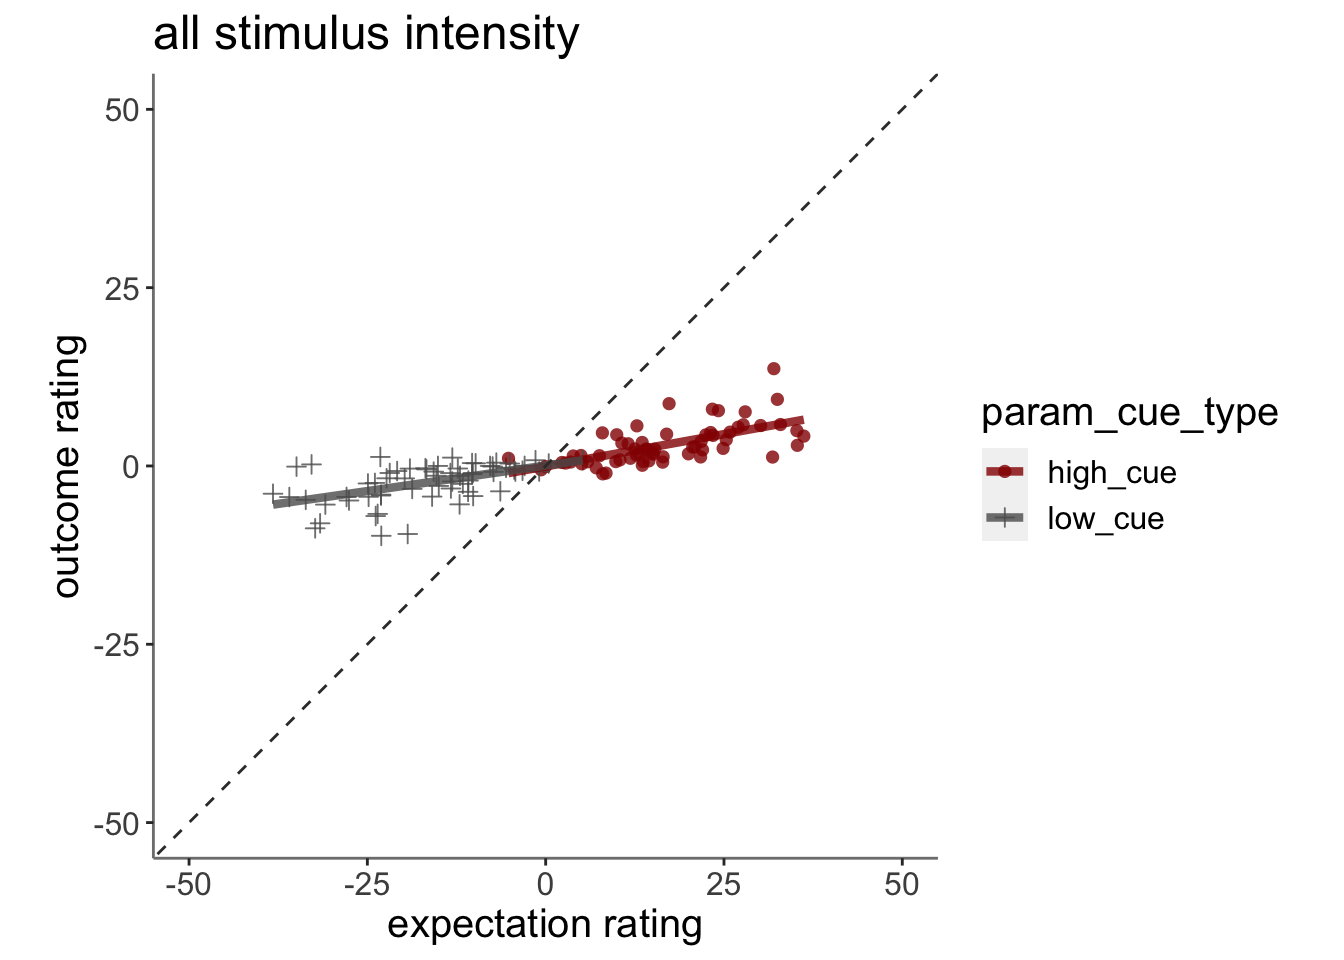 all stimulus intensity
50
25
0
-25
-50
outcome rating
-50
-25
0
25
50
expectation rating
param_cue_type
high_cue
low_cue